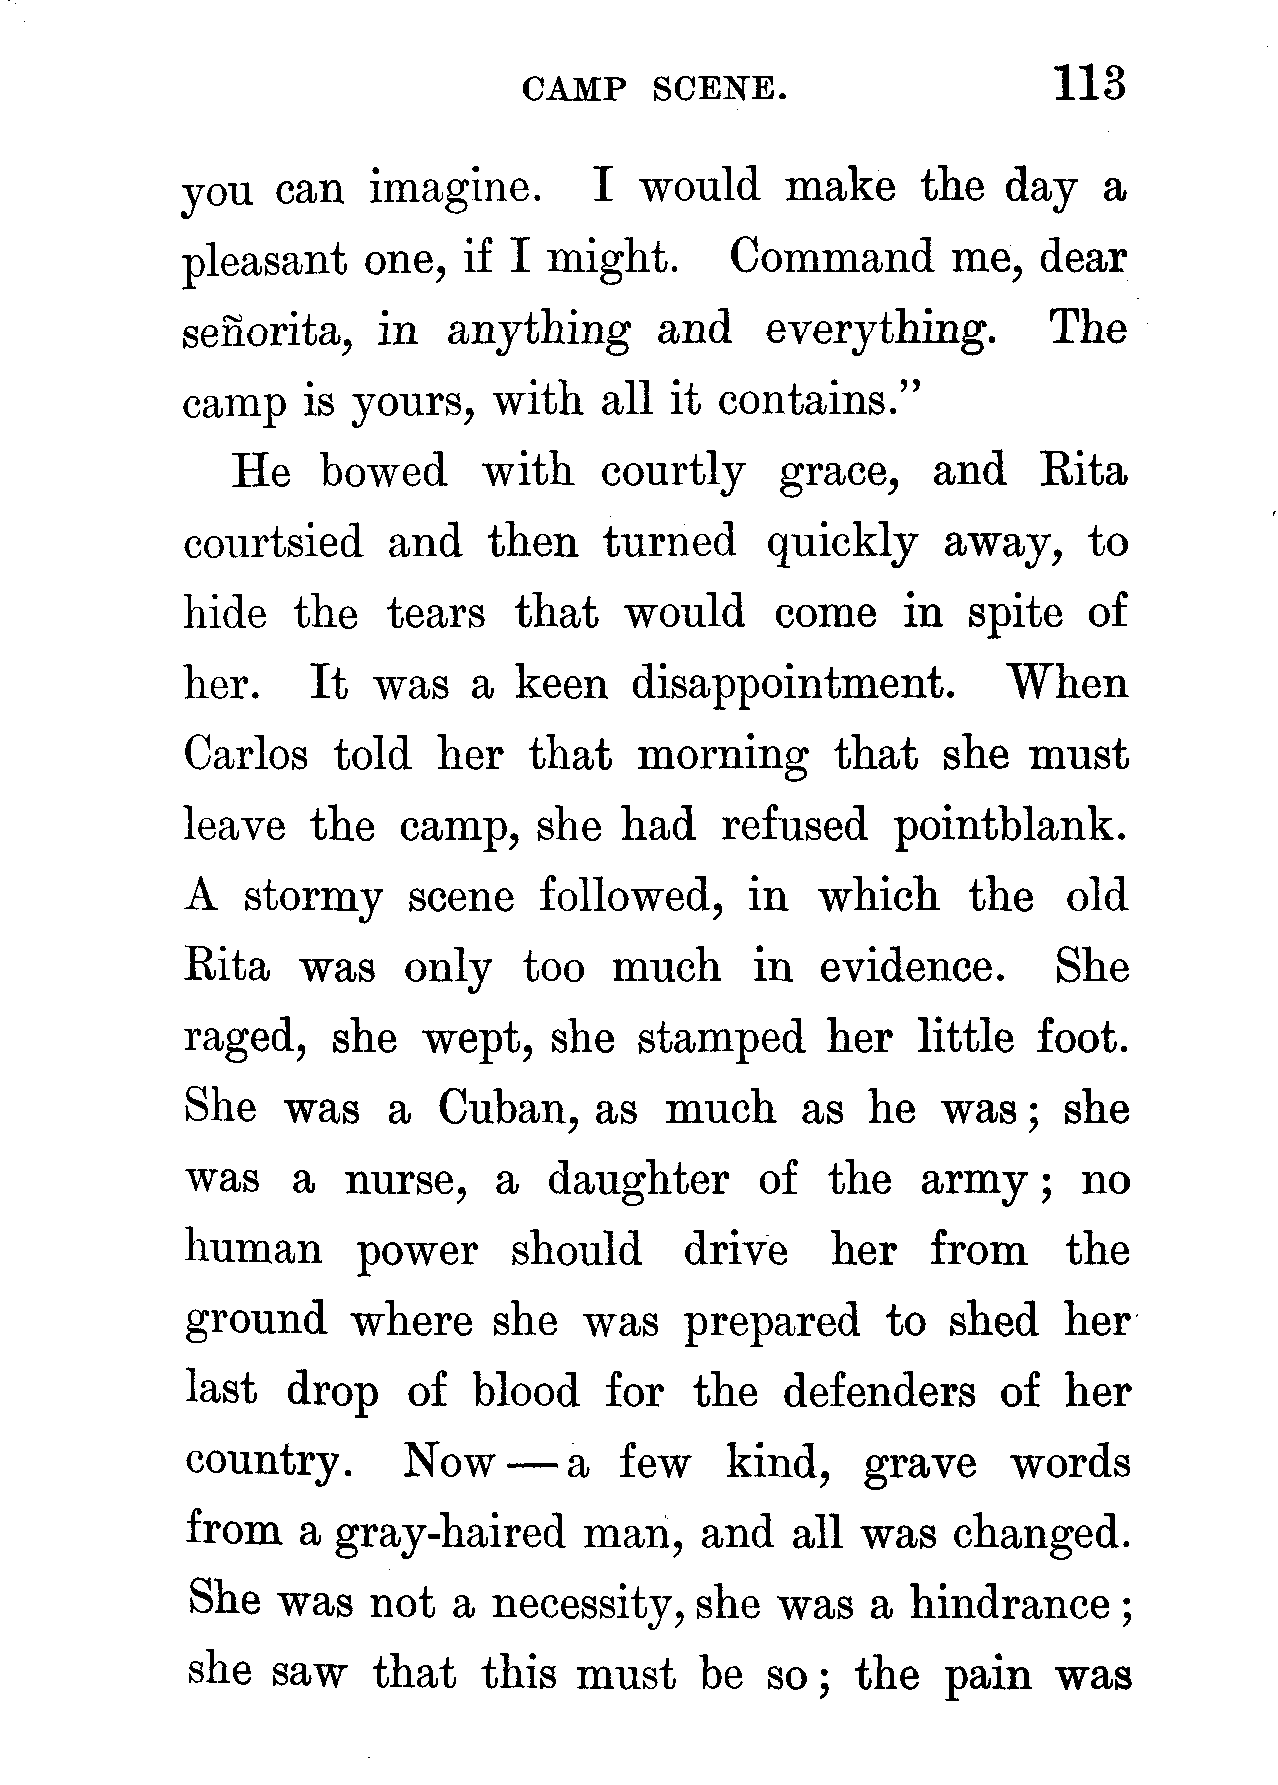 CAMP SCENE. 113
you can imagine. I would make the day a
pleasant one, if I might. Command me, dear
señorita, in anything and everything. The
camp is yours, with all it contains.”
He bowed with courtly grace, and Rita
courtsied and then turned quickly away, to
hide the tears that would come in spite of
her. It was a keen disappointment. When
Carlos told her that morning that she must
leave the camp, she had refused pointblank.
A stormy scene followed, in which the old
Rita was only too much in evidence. She
raged, she wept, she stamped her little foot.
She was a Cuban, as much as he was; she
was a nurse, a daughter of the army; no
human power should drive her from the
ground where she was prepared to shed her
last drop of blood for the defenders of her
country. Now — a few kind, grave words
from a gray-haired man, and all was changed.
She was not a necessity, she was a hindrance;
she saw that this must be so; the pain was